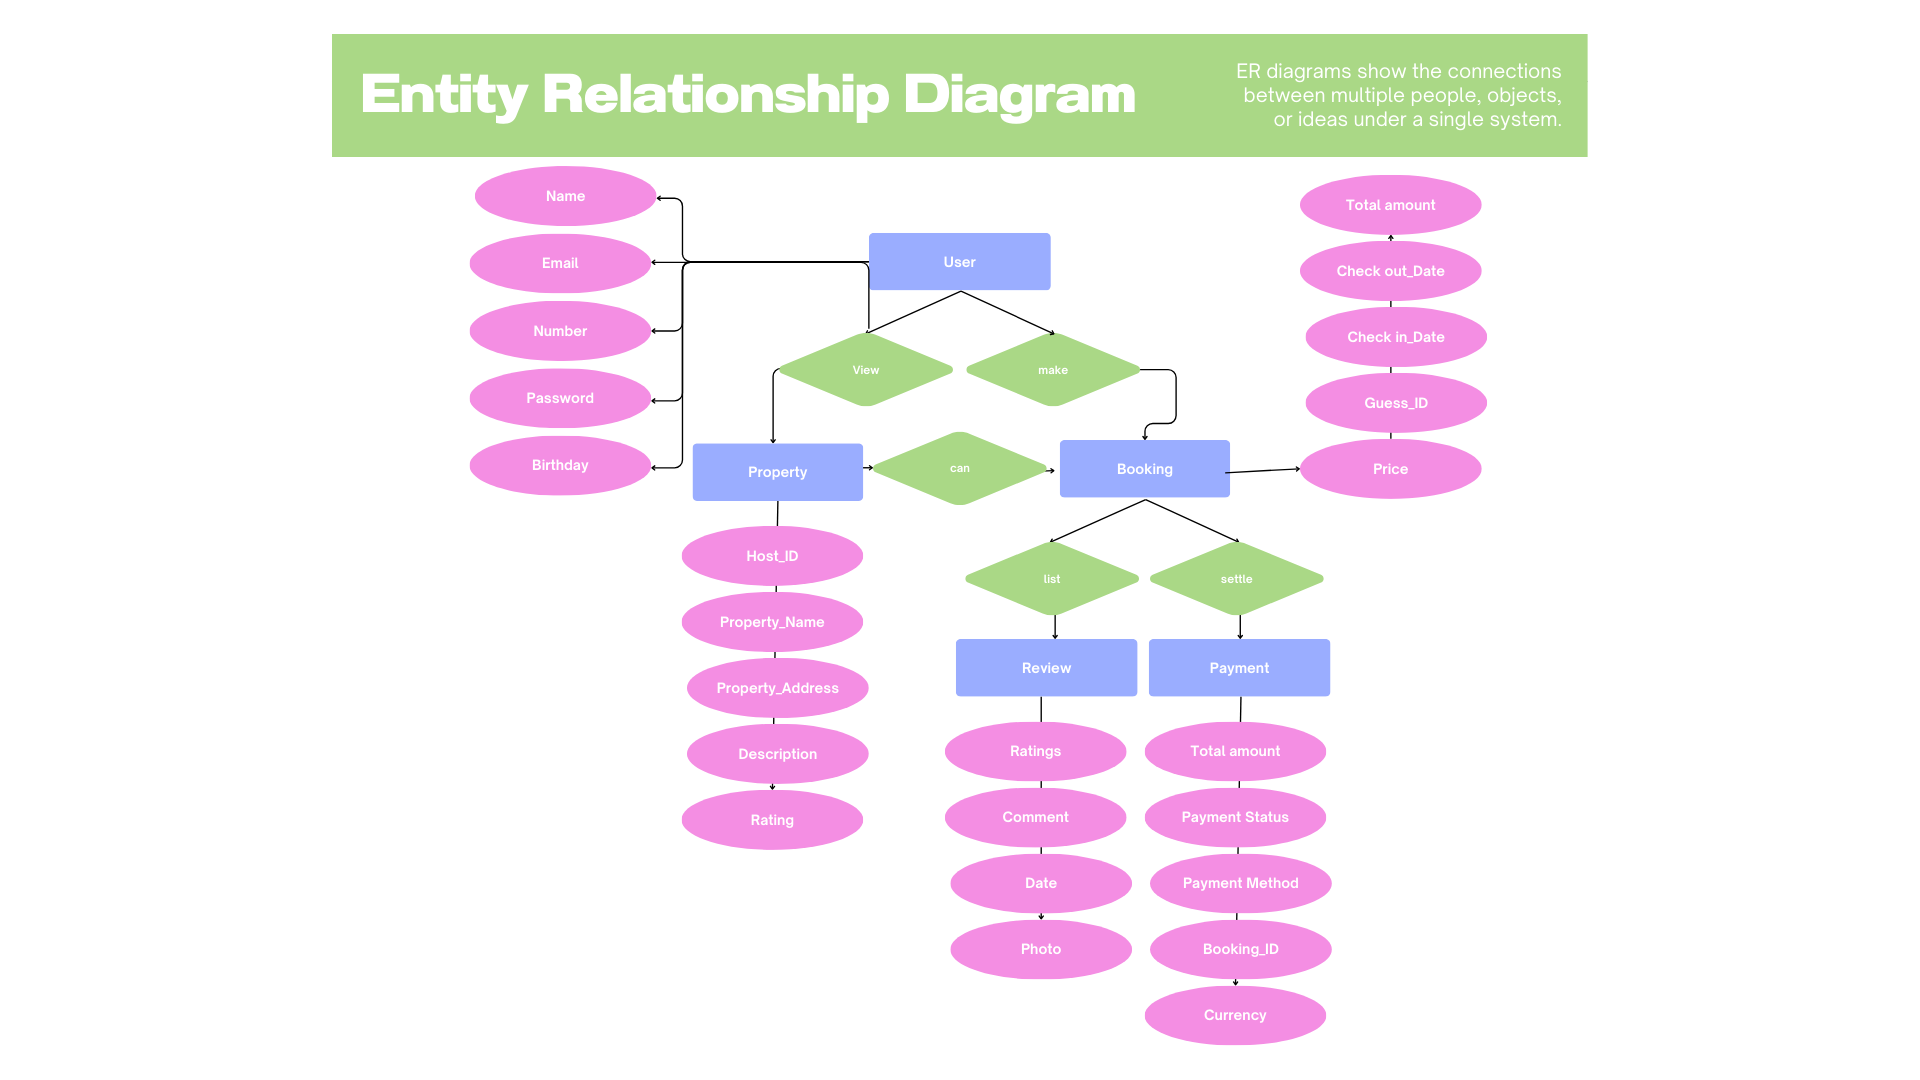 Entity Relationship Diagram
ER diagrams show the connections
between multiple people, objects,
or ideas under a single system.
Name
Email
Number
Password
Birthday
User
View
make
Property
can
Booking
Total amount
Check out_Date
Check in_Date
Guess_ID
Price
Host_ID
Property_Name
Property_Address
Description
Rating
list
settle
Review
Payment
Ratings
Comment
Date
Photo
Total amount
Payment Status
Payment Method
Booking_ID
Currency